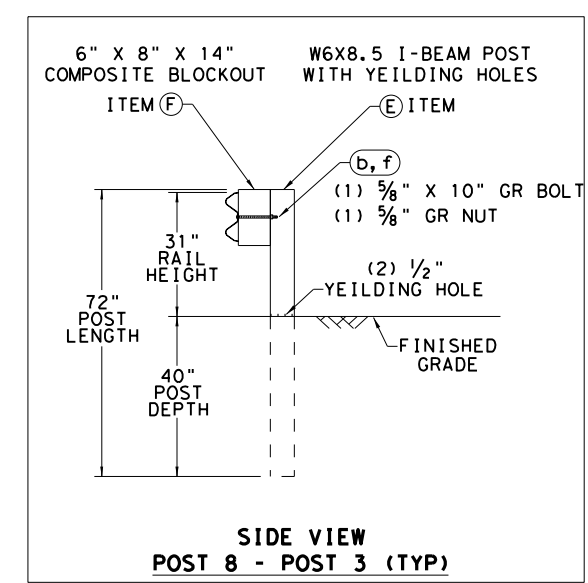 6" X 8" X 14"
COMPOSITE BLOCKOUT
ITEM F
W6X8.5 I-BEAM POST
WITH YEILDING HOLES
E ITEM
b, f
(1) 5/8" X 10" GR BOLT
(1) 5/8" GR NUT
31"
RAIL
HEIGHT
(2) 1/2"
YEILDING HOLE
72"
POST
LENGTH
FINISHED
GRADE
40"
POST
DEPTH
SIDE VIEW
POST 8 - POST 3 (TYP)